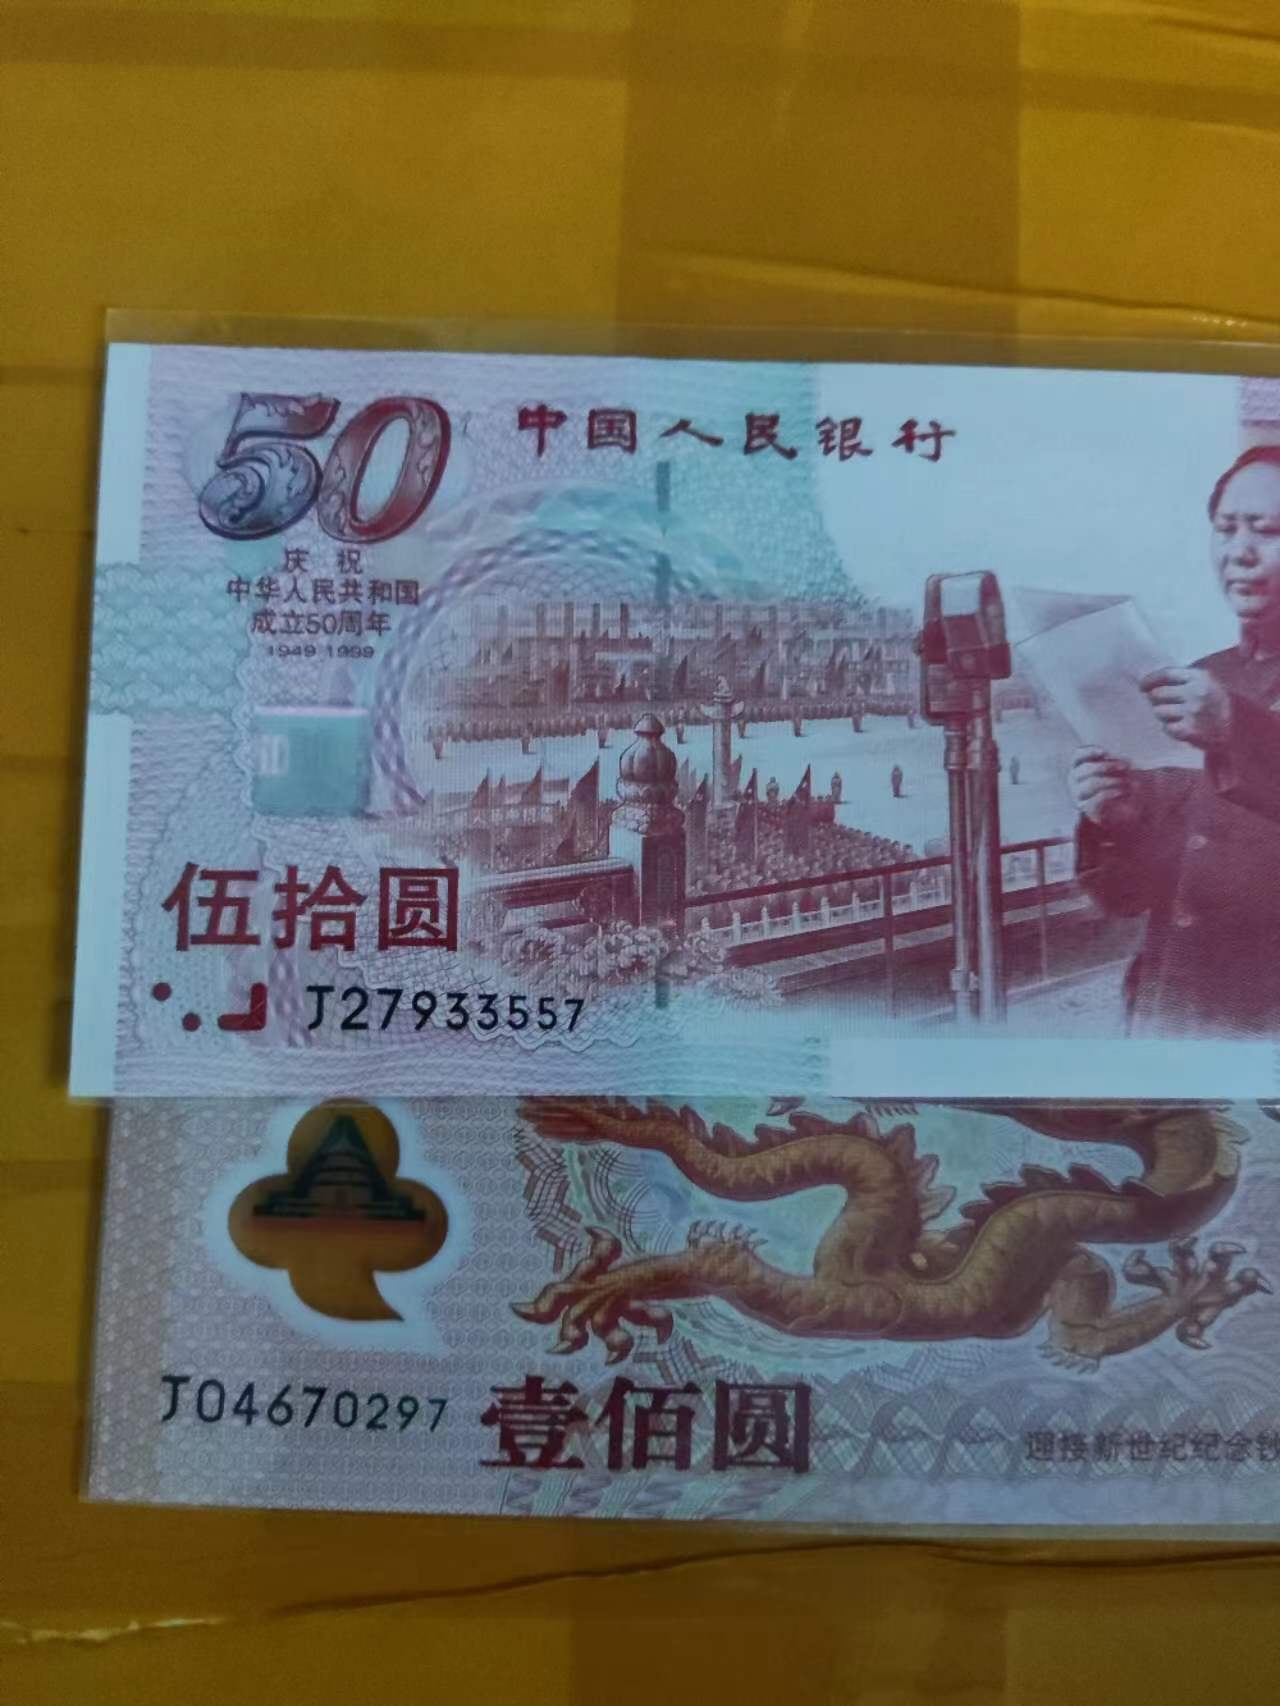 50
中国人民银行
庆祝
中华人民共和国
成立50周年
1949 1999
伍拾圆
J27933557
J04670297
壹佰圆
迎接新世纪纪念钞